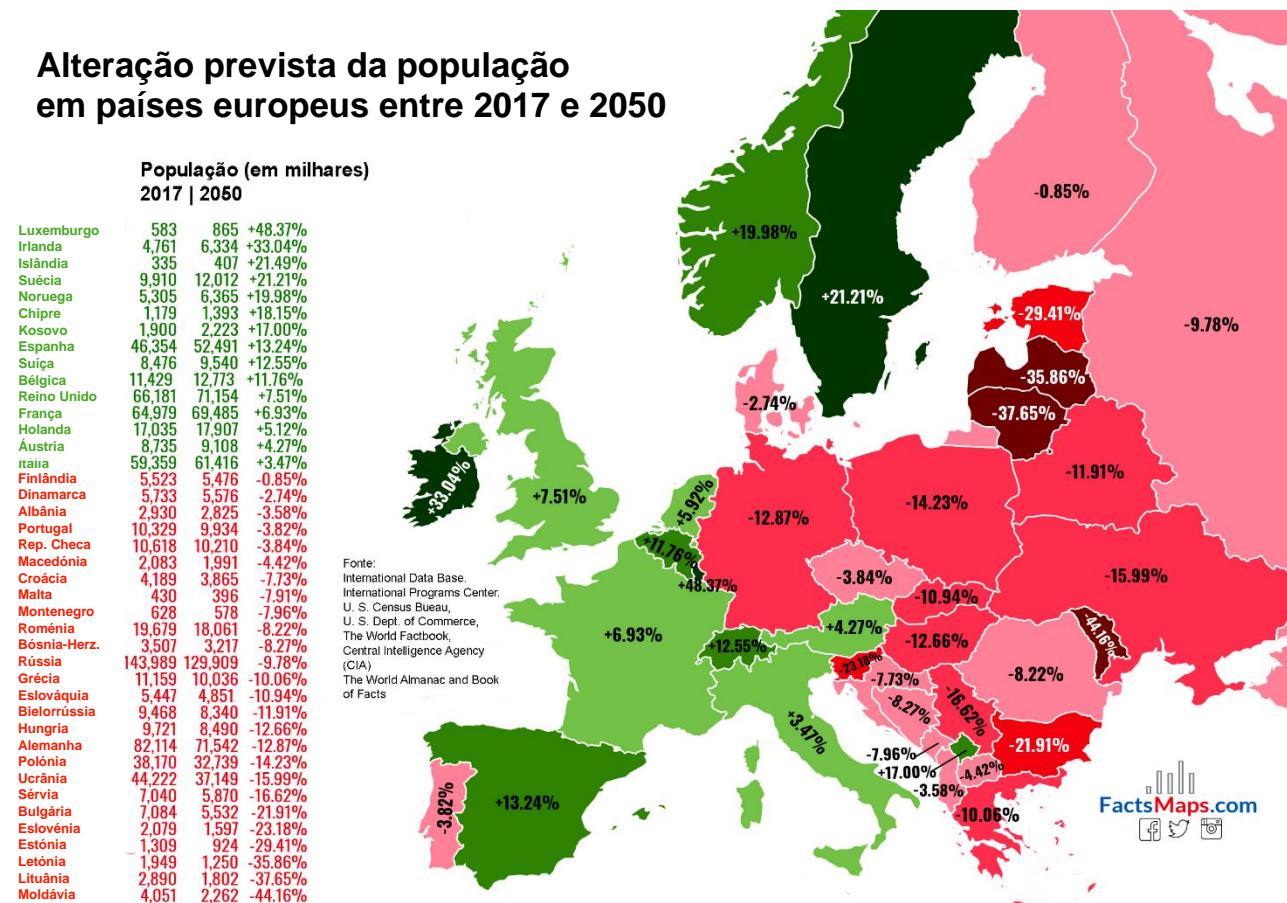 Alteração prevista da população
em países europeus entre 2017 e 2050
População (em milhares)
2017 | 2050
Luxemburgo 583 865 +48.37%
Irlanda 4,761 6,334 +33.04%
Islândia 335 407 +21.49%
Suécia 9,910 12,012 +21.21%
Noruega 5,305 6,365 +19.98%
Chipre 1,179 1,393 +18.15%
Kosovo 1,900 2,223 +17.00%
Espanha 46,354 52,491 +13.24%
Suíça 8,476 9,540 +12.55%
Bélgica 11,429 12,773 +11.76%
Reino Unido 66,181 71,154 +7.51%
França 64,979 69,485 +6.93%
Holanda 17,035 17,907 +5.12%
Áustria 8,735 9,108 +4.27%
Itália 59,359 61,416 +3.47%
Finlândia 5,523 5,476 -0.85%
Dinamarca 5,733 5,576 -2.74%
Albânia 2,930 2,825 -3.58%
Portugal 10,329 9,934 -3.82%
Rep. Checa 10,618 10,210 -3.84%
Macedónia 2,083 1,991 -4.42%
Croácia 4,189 3,865 -7.73%
Malta 430 396 -7.91%
Montenegro 628 578 -7.96%
Roménia 19,679 18,061 -8.22%
Bósnia-Herz. 3,507 3,217 -8.27%
Rússia 143,989 129,909 -9.78%
Grécia 11,159 10,036 -10.06%
Eslováquia 5,447 4,851 -10.94%
Bielorrússia 9,468 8,340 -11.91%
Hungria 9,721 8,490 -12.66%
Alemanha 82,114 71,542 -12.87%
Polónia 38,170 32,739 -14.23%
Ucrânia 44,222 37,149 -15.99%
Sérvia 7,040 5,870 -16.62%
Bulgária 7,084 5,532 -21.91%
Eslovénia 2,079 1,597 -23.18%
Estónia 1,309 924 -29.41%
Letónia 1,949 1,250 -35.86%
Lituânia 2,890 1,802 -37.65%
Moldávia 4,051 2,262 -44.16%
Fonte:
International Data Base.
International Programs Center.
U. S. Census Bueau,
U. S. Dept. of Commerce,
The World Factbook,
Central Intelligence Agency
(CIA)
The World Almanac and Book
of Facts
-0.85%
+19.98%
+21.21%
-29.41%
-9.78%
-35.86%
-2.74%
-37.65%
-11.91%
+33.04%
+7.51%
+5.92%
-12.87%
-14.23%
+11.76%
+48.37%
-3.84%
-15.99%
-10.94%
+6.93%
+4.27%
-44.16%
+12.55%
-12.66%
-23.18%
-7.73%
-8.22%
-8.27%
-16.62%
+3.47%
-7.96%
-21.91%
+17.00%
-4.42%
-3.58%
-3.82%
+13.24%
-10.06%
FactsMaps.com